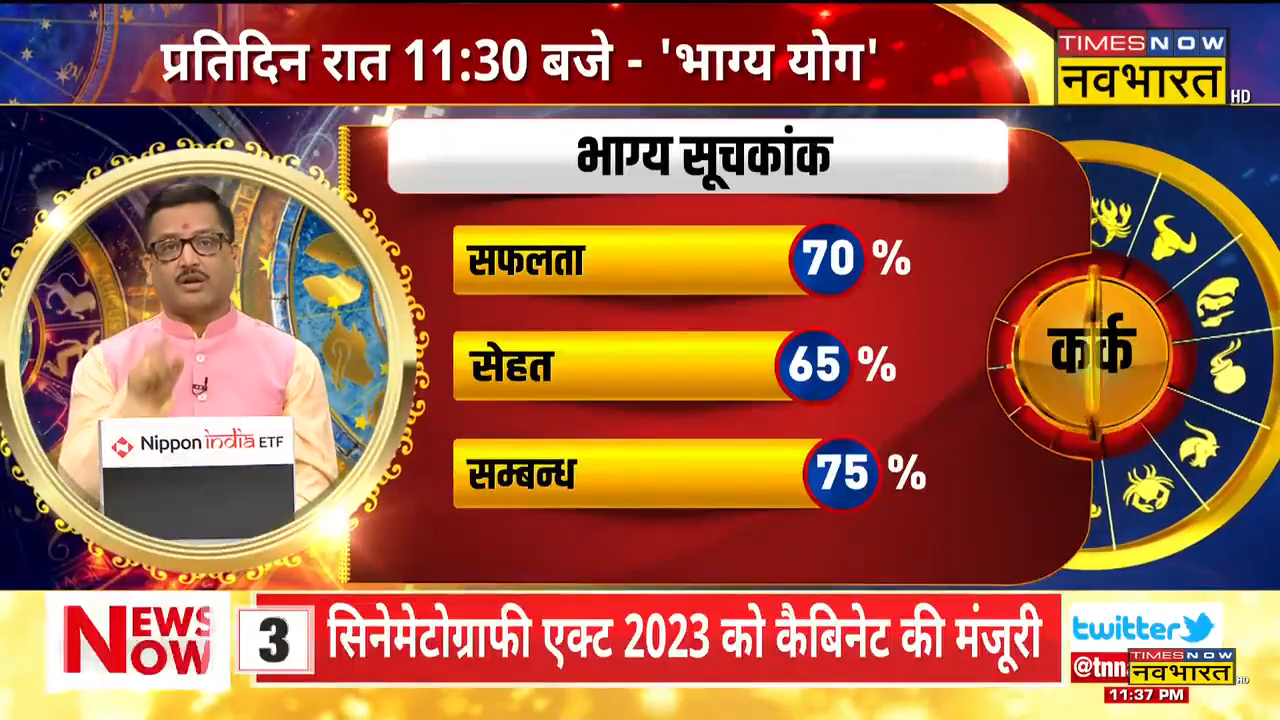 प्रतिदिन रात 11:30 बजे - 'भाग्य योग'
TIMES NOW
नवभारत
HD
भाग्य सूचकांक
सफलता 70 %
सेहत 65 %
सम्बन्ध 75 %
कर्क
Nippon india ETF
NEWS NOW
3
सिनेमेटोग्राफी एक्ट 2023 को कैबिनेट की मंजूरी
twitter
TIMES NOW
नवभारत
HD
11:37 PM